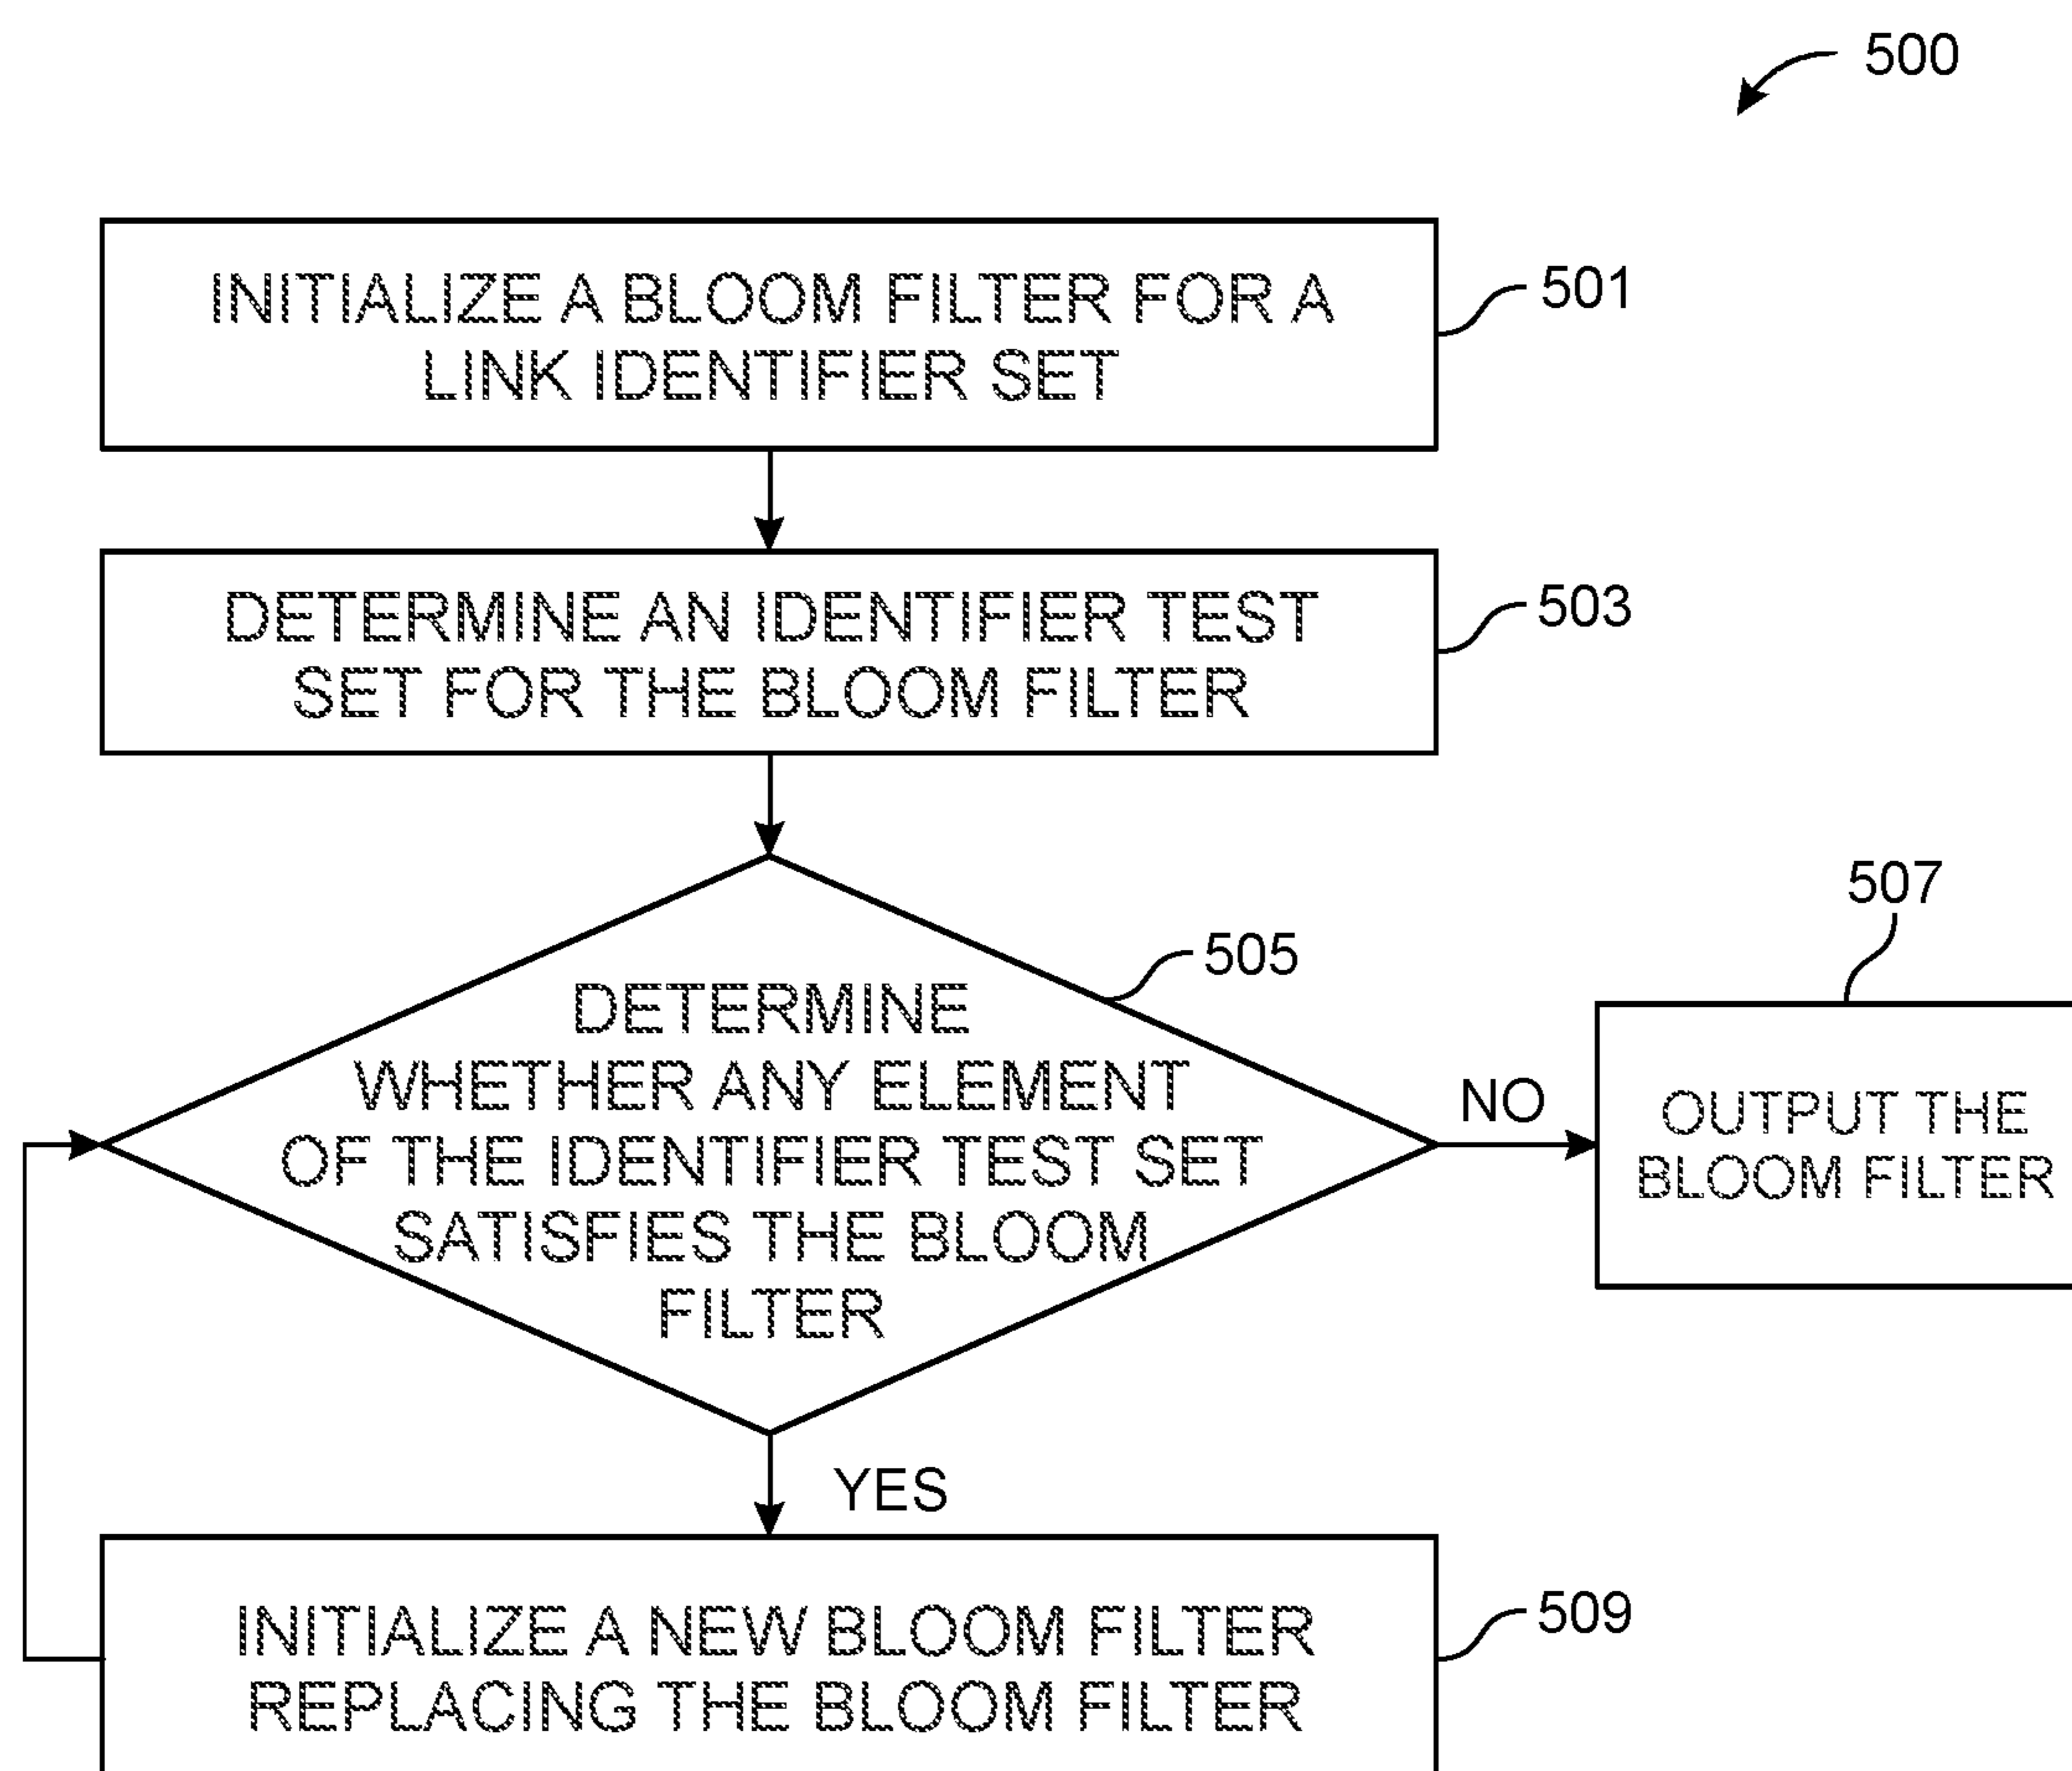 500
INITIALIZE A BLOOM FILTER FOR A
LINK IDENTIFIER SET
501
DETERMINE AN IDENTIFIER TEST
SET FOR THE BLOOM FILTER
503
505
DETERMINE
WHETHER ANY ELEMENT
OF THE IDENTIFIER TEST SET
SATISFIES THE BLOOM
FILTER
NO
507
OUTPUT THE
BLOOM FILTER
YES
INITIALIZE A NEW BLOOM FILTER
REPLACING THE BLOOM FILTER
509